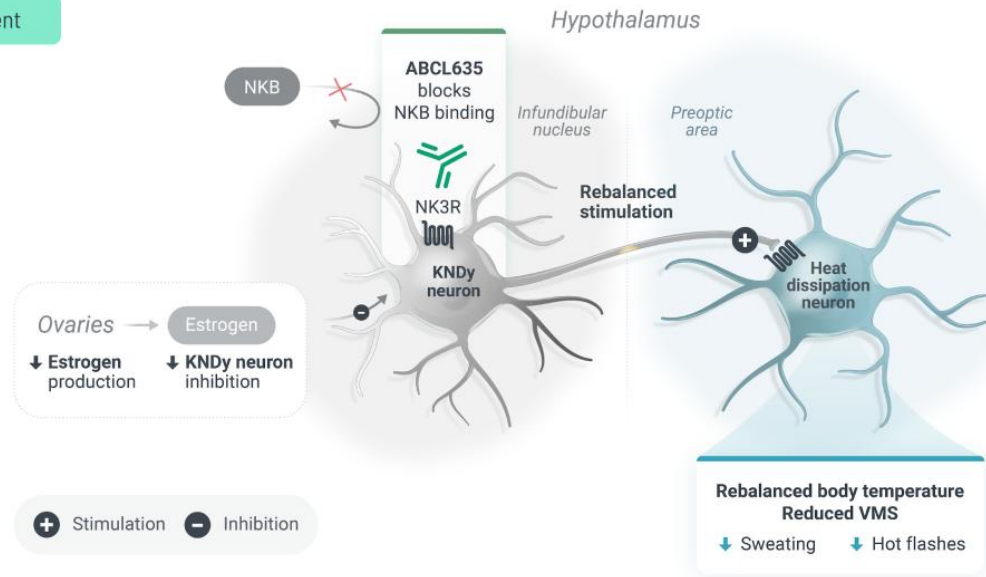 Hypothalamus
NKB
ABCL635
blocks
NKB binding
Infundibular
nucleus
Preoptic
area
NK3R
Rebalanced
stimulation
KNDy
neuron
Heat
dissipation
neuron
Ovaries
Estrogen
Estrogen
production
KNDy neuron
inhibition
Stimulation
Inhibition
Rebalanced body temperature
Reduced VMS
Sweating
Hot flashes